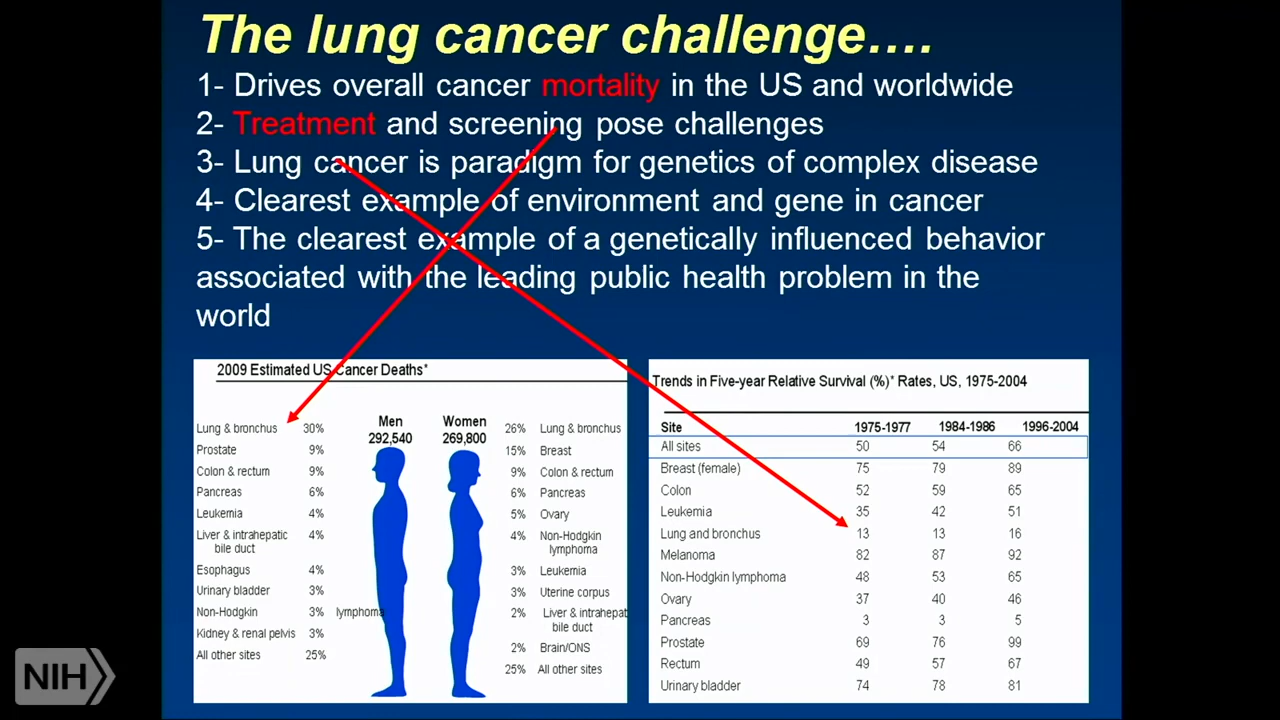 The lung cancer challenge….
1- Drives overall cancer mortality in the US and worldwide
2- Treatment and screening pose challenges
3- Lung cancer is paradigm for genetics of complex disease
4- Clearest example of environment and gene in cancer
5- The clearest example of a genetically influenced behavior
associated with the leading public health problem in the
world
2009 Estimated US Cancer Deaths*
Men
292,540
Women
269,800
Lung & bronchus 30%
Prostate 9%
Colon & rectum 9%
Pancreas 6%
Leukemia 4%
Liver & intrahepatic 4%
bile duct
Esophagus 4%
Urinary bladder 3%
Non-Hodgkin 3% lymphoma
Kidney & renal pelvis 3%
All other sites 25%
26% Lung & bronchus
15% Breast
9% Colon & rectum
6% Pancreas
5% Ovary
4% Non-Hodgkin
lymphoma
3% Leukemia
3% Uterine corpus
2% Liver & intrahepat
bile duct
2% Brain/ONS
25% All other sites
Trends in Five-year Relative Survival (%)* Rates, US, 1975-2004
Site 1975-1977 1984-1986 1996-2004
All sites 50 54 66
Breast (female) 75 79 89
Colon 52 59 65
Leukemia 35 42 51
Lung and bronchus 13 13 16
Melanoma 82 87 92
Non-Hodgkin lymphoma 48 53 65
Ovary 37 40 46
Pancreas 3 3 5
Prostate 69 76 99
Rectum 49 57 67
Urinary bladder 74 78 81
NIH